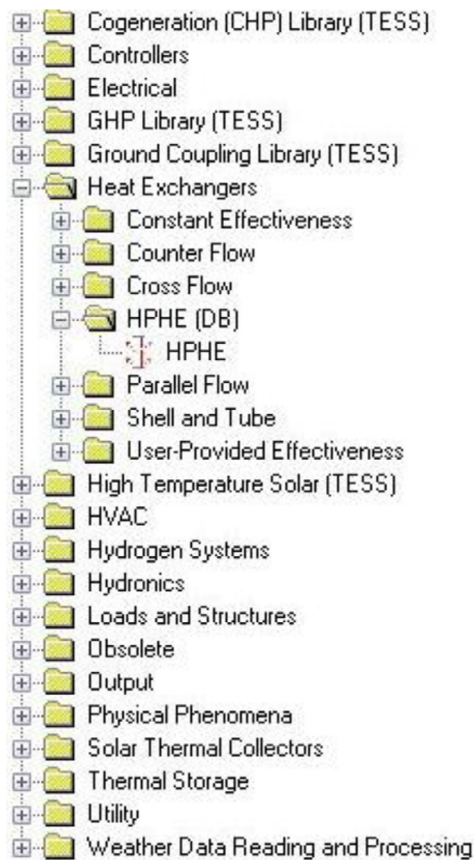 Cogeneration (CHP) Library (TESS)
Controllers
Electrical
GHP Library (TESS)
Ground Coupling Library (TESS)
Heat Exchangers
Constant Effectiveness
Counter Flow
Cross Flow
HPHE (DB)
HPHE
Parallel Flow
Shell and Tube
User-Provided Effectiveness
High Temperature Solar (TESS)
HVAC
Hydrogen Systems
Hydronics
Loads and Structures
Obsolete
Output
Physical Phenomena
Solar Thermal Collectors
Thermal Storage
Utility
Weather Data Reading and Processing